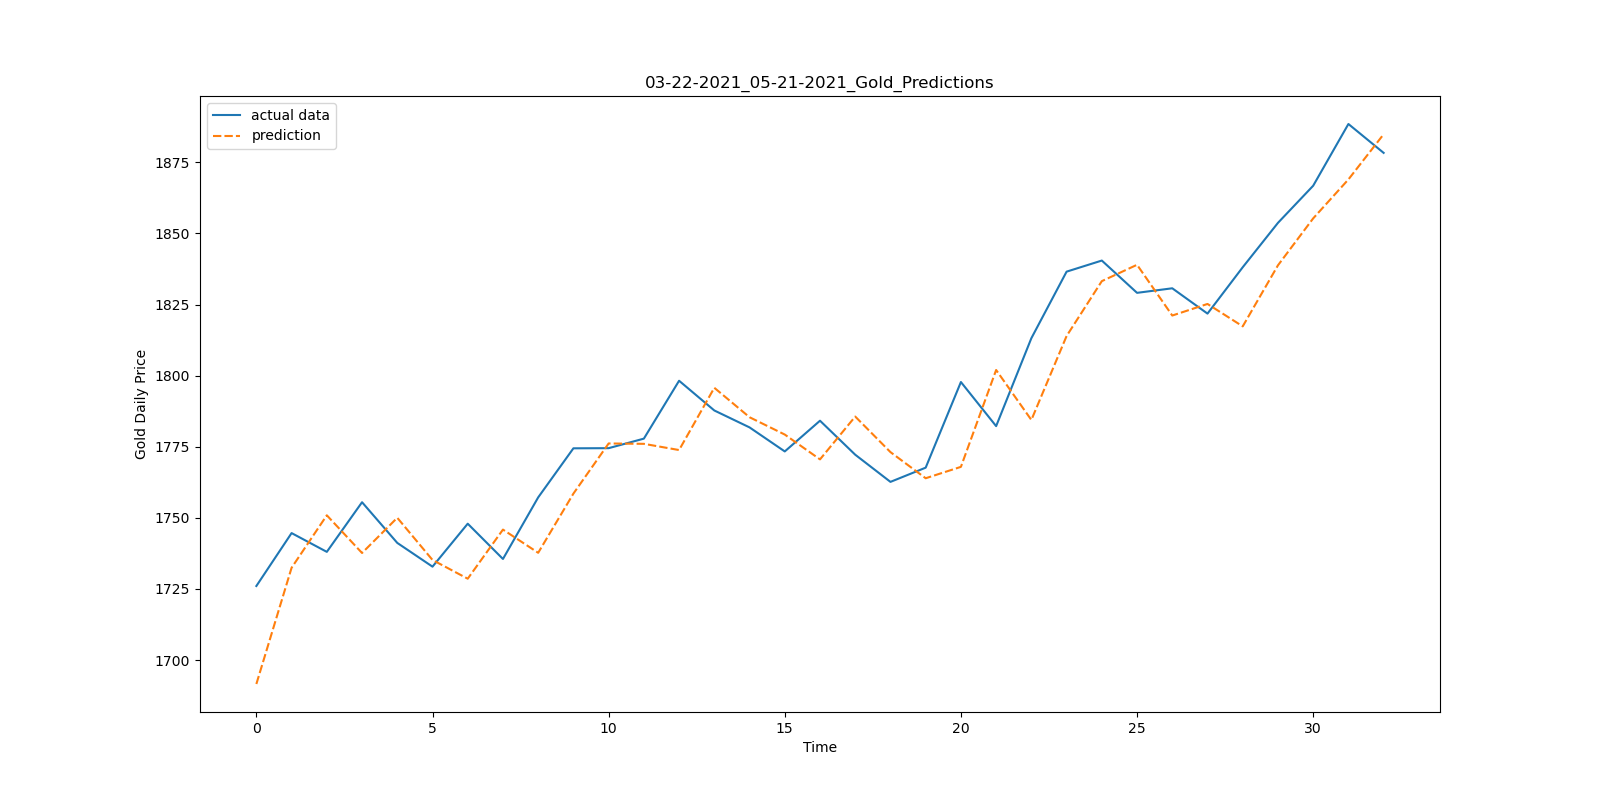 03-22-2021_05-21-2021_Gold_Predictions
actual data
prediction
Gold Daily Price
1875
1850
1825
1800
1775
1750
1725
1700
0 5 10 15 20 25 30
Time